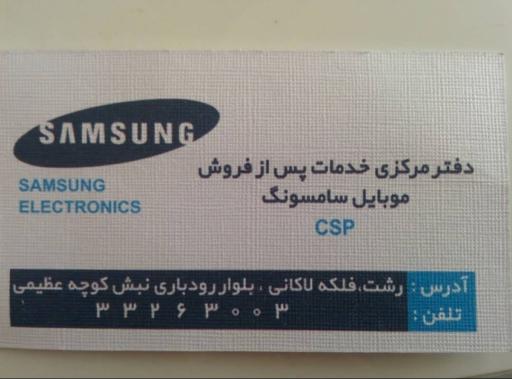 SAMSUNG
SAMSUNG
ELECTRONICS
دفتر مرکزی خدمات پس از فروش
موبایل سامسونگ
CSP
آدرس : رشت،فلکه لاکانی ، بلوار رودباری نبش کوچه عظیمی
تلفن : ۳۳۲۶۳۰۰۳